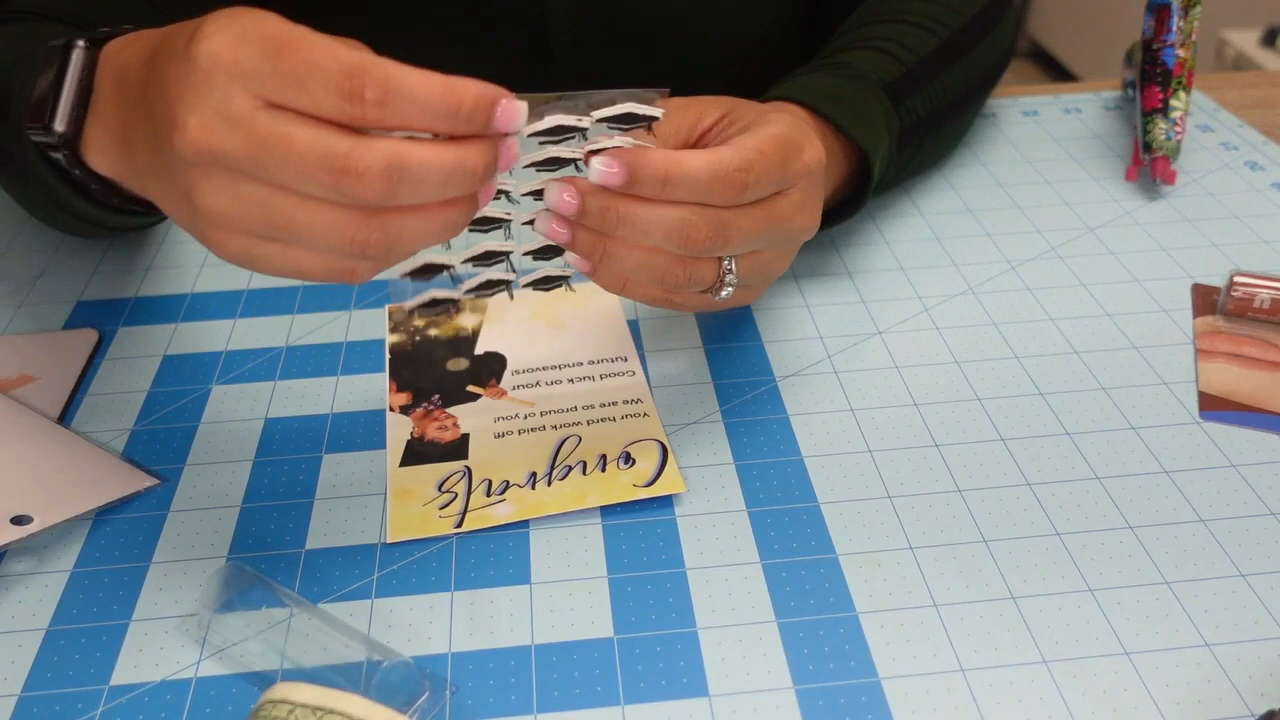 Congrats
Your hard work paid off!
We are so proud of you!
Good luck on your
future endeavors!